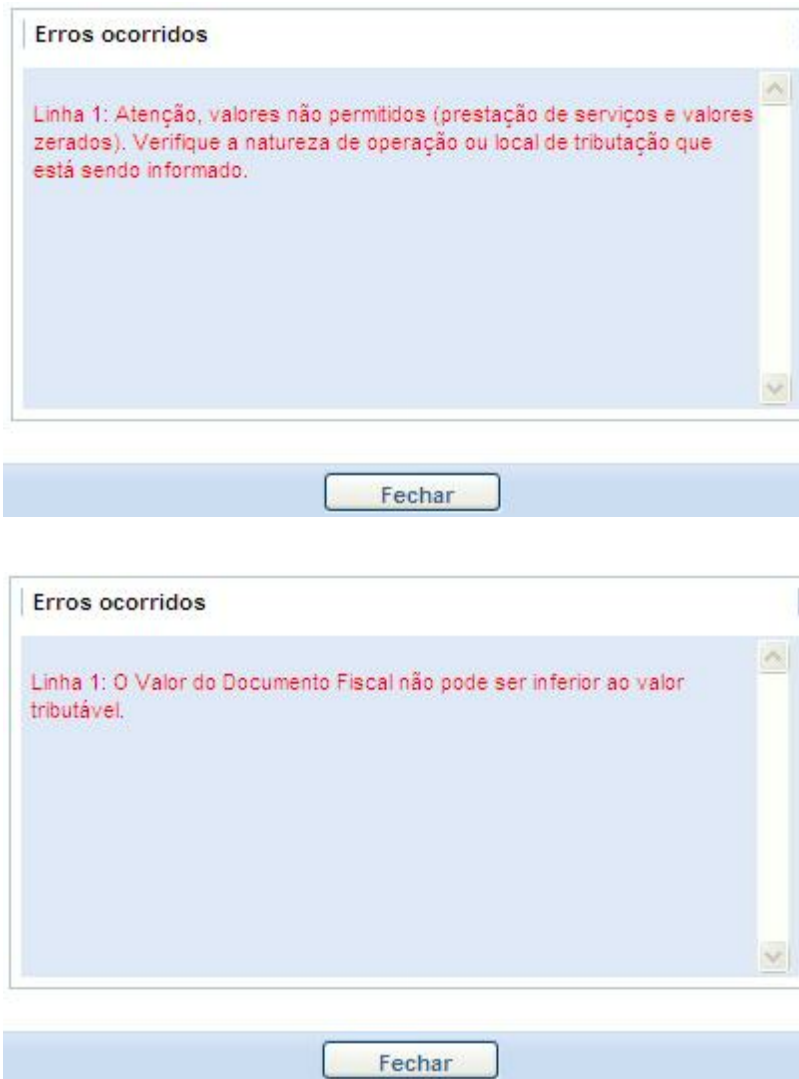 Erros ocorridos
Linha 1: Atenção, valores não permitidos (prestação de serviços e valores
zerados). Verifique a natureza de operação ou local de tributação que
está sendo informado.
Fechar
Erros ocorridos
Linha 1: O Valor do Documento Fiscal não pode ser inferior ao valor
tributável.
Fechar